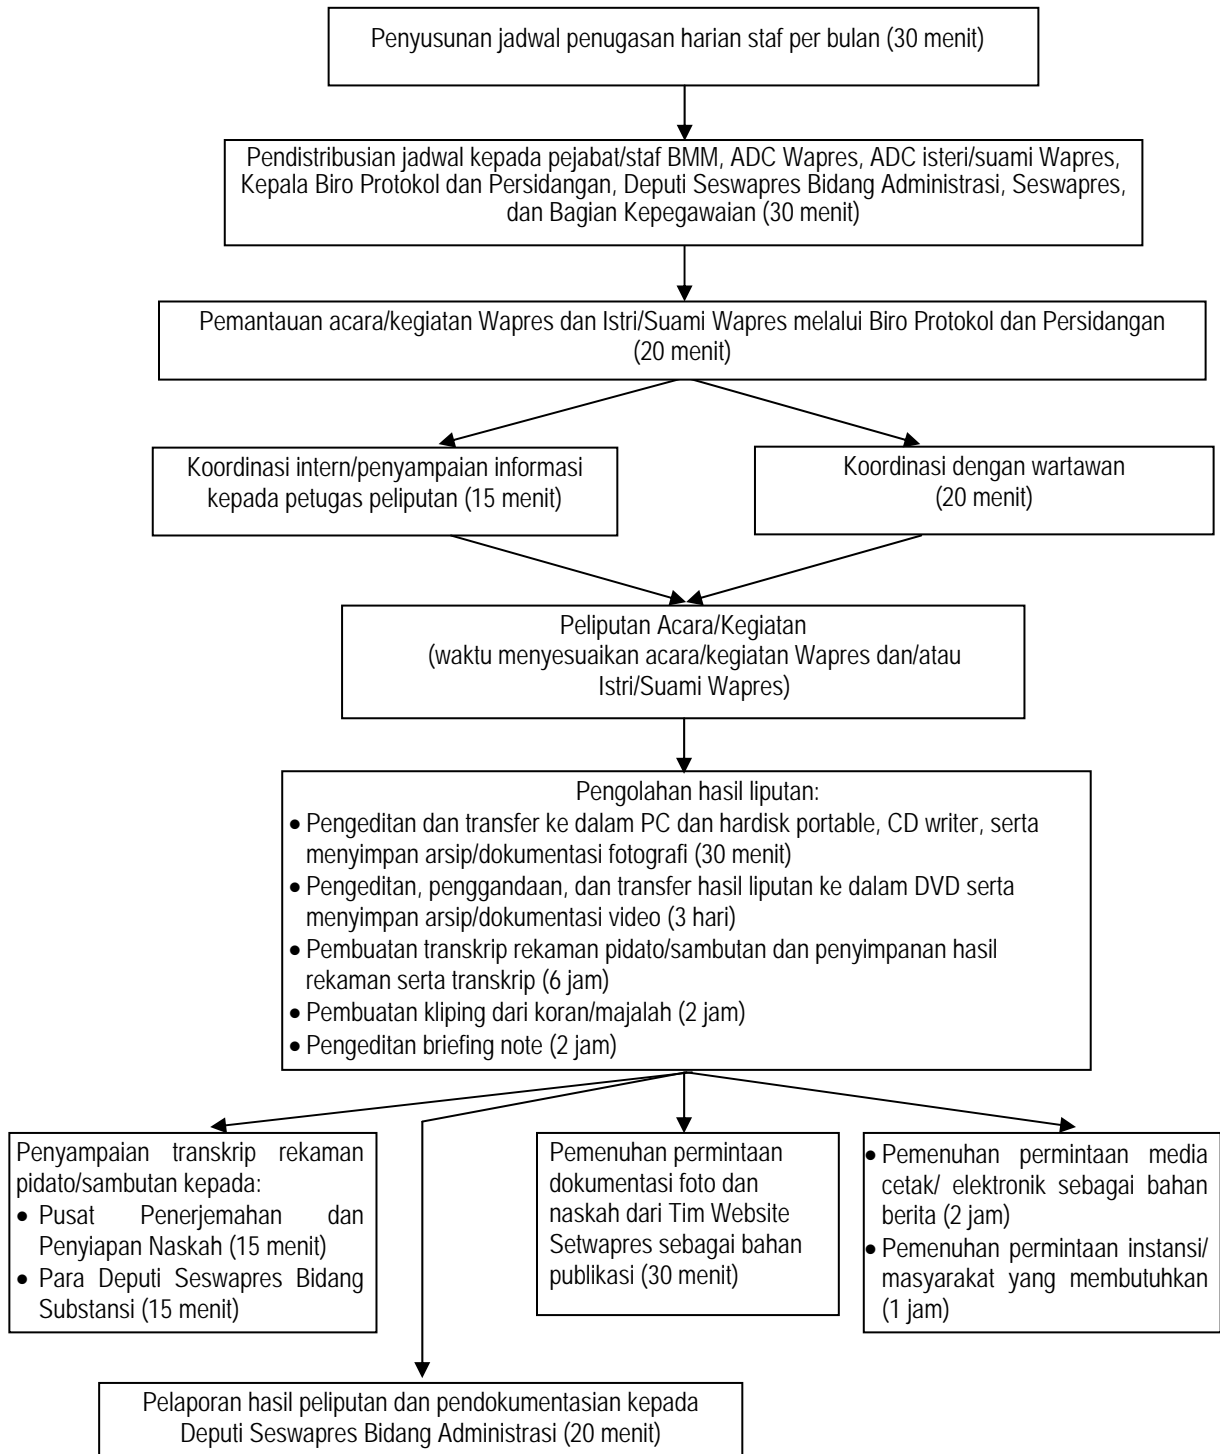 Penyusunan jadwal penugasan harian staf per bulan (30 menit)
Pendistribusian jadwal kepada pejabat/staf BMM, ADC Wapres, ADC isteri/suami Wapres,
Kepala Biro Protokol dan Persidangan, Deputi Seswapres Bidang Administrasi, Seswapres,
dan Bagian Kepegawaian (30 menit)
Pemantauan acara/kegiatan Wapres dan Istri/Suami Wapres melalui Biro Protokol dan Persidangan
(20 menit)
Koordinasi intern/penyampaian informasi
kepada petugas peliputan (15 menit)
Koordinasi dengan wartawan
(20 menit)
Peliputan Acara/Kegiatan
(waktu menyesuaikan acara/kegiatan Wapres dan/atau
Istri/Suami Wapres)
Pengolahan hasil liputan:
• Pengeditan dan transfer ke dalam PC dan hardisk portable, CD writer, serta
menyimpan arsip/dokumentasi fotografi (30 menit)
• Pengeditan, penggandaan, dan transfer hasil liputan ke dalam DVD serta
menyimpan arsip/dokumentasi video (3 hari)
• Pembuatan transkrip rekaman pidato/sambutan dan penyimpanan hasil
rekaman serta transkrip (6 jam)
• Pembuatan kliping dari koran/majalah (2 jam)
• Pengeditan briefing note (2 jam)
Penyampaian transkrip rekaman
pidato/sambutan kepada:
• Pusat Penerjemahan dan
Penyiapan Naskah (15 menit)
• Para Deputi Seswapres Bidang
Substansi (15 menit)
Pemenuhan permintaan
dokumentasi foto dan
naskah dari Tim Website
Setwapres sebagai bahan
publikasi (30 menit)
• Pemenuhan permintaan media
cetak/ elektronik sebagai bahan
berita (2 jam)
• Pemenuhan permintaan instansi/
masyarakat yang membutuhkan
(1 jam)
Pelaporan hasil peliputan dan pendokumentasian kepada
Deputi Seswapres Bidang Administrasi (20 menit)